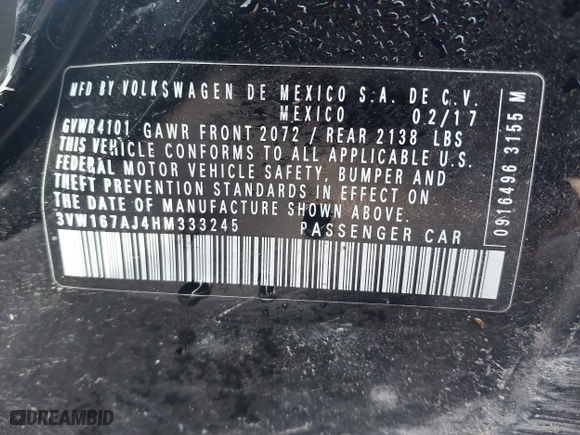 MFD BY VOLKSWAGEN DE MEXICO S.A. DE C.V.
MEXICO 02/17
GVWR4101 GAWR FRONT 2072 / REAR 2138 LBS
THIS VEHICLE CONFORMS TO ALL APPLICABLE U.S.
FEDERAL MOTOR VEHICLE SAFETY, BUMPER AND
THEFT PREVENTION STANDARDS IN EFFECT ON
THE DATE OF MANUFACTURE SHOWN ABOVE.
3VW167AJ4HM333245 PASSENGER CAR
0916496 3155 M
DREAMBID